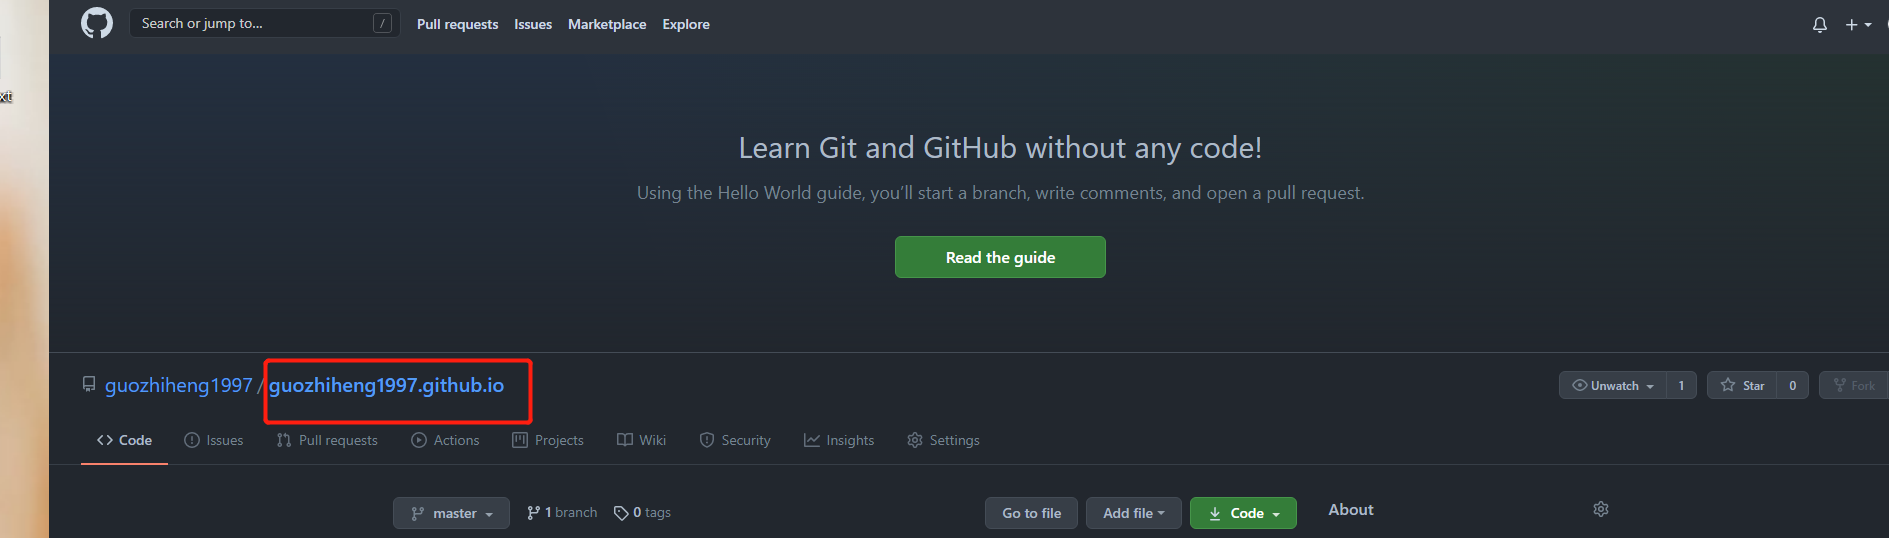 Search or jump to... /
Pull requests Issues Marketplace Explore
xt
Learn Git and GitHub without any code!
Using the Hello World guide, you’ll start a branch, write comments, and open a pull request.
Read the guide
guozhiheng1997 / guozhiheng1997.github.io
Unwatch 1 Star 0 Fork
Code Issues Pull requests Actions Projects Wiki Security Insights Settings
master 1 branch 0 tags Go to file Add file Code About